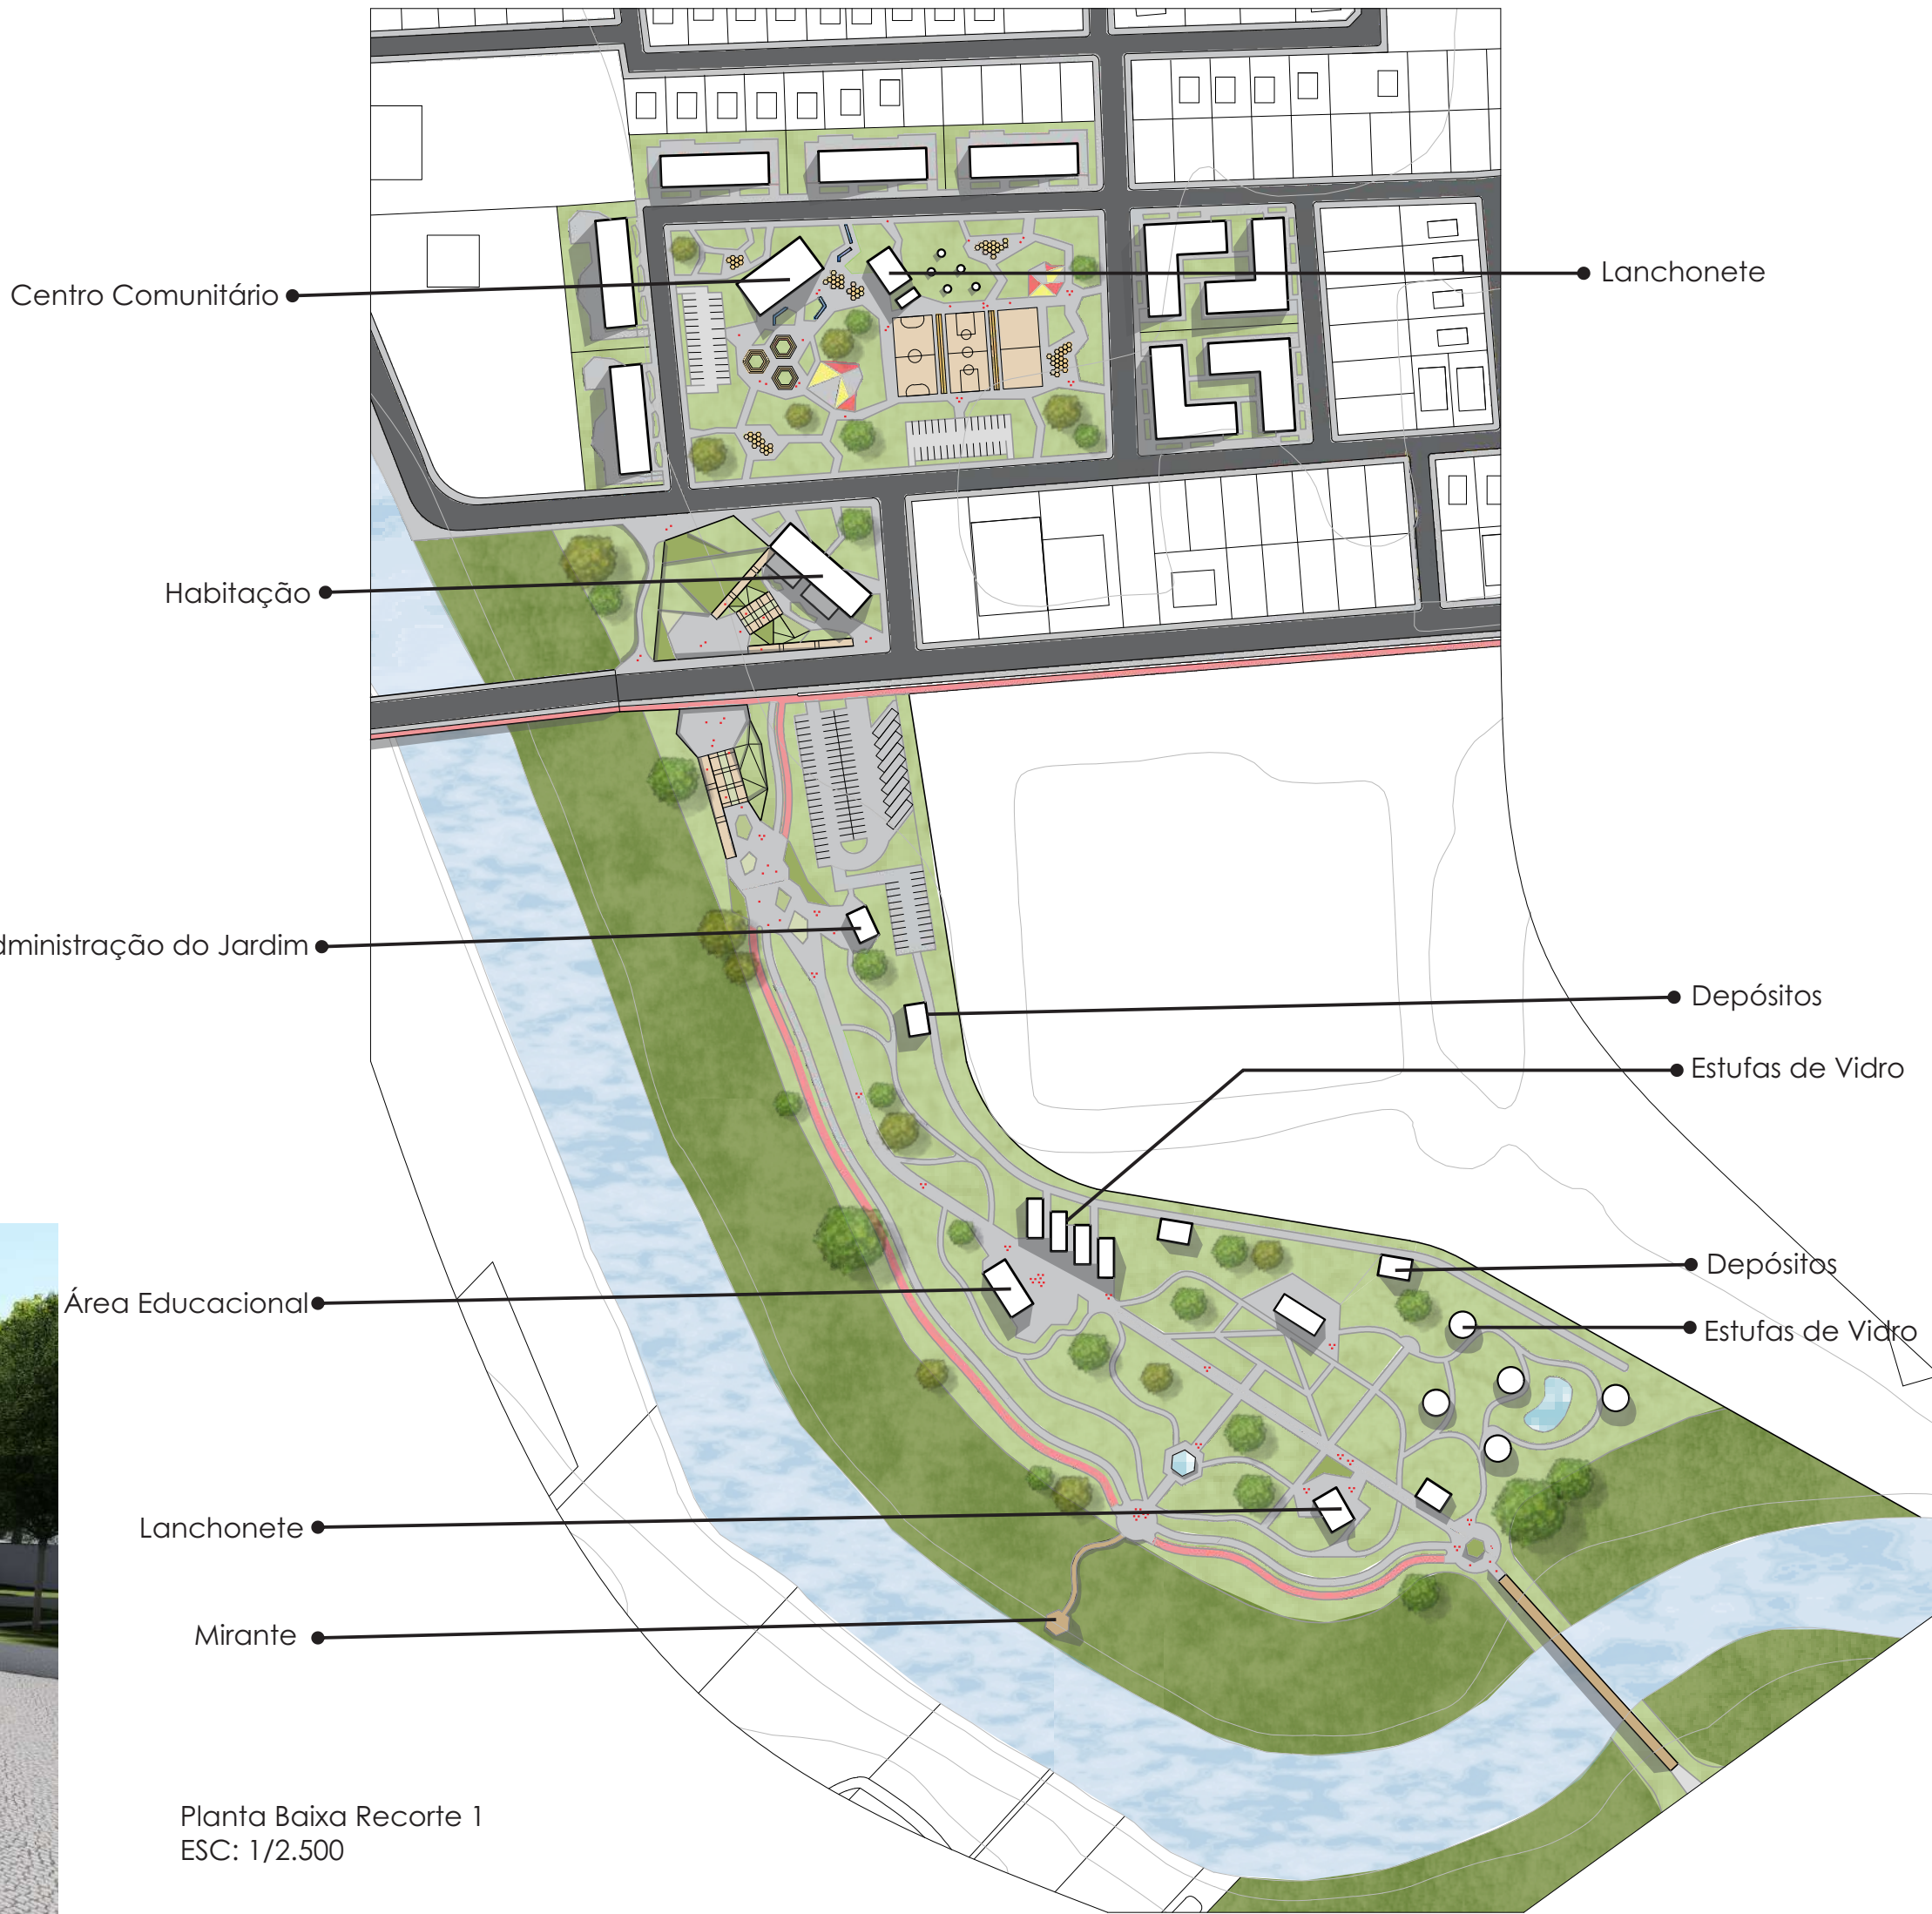 Lanchonete
Centro Comunitário
Habitação
dministração do Jardim
Depósitos
Estufas de Vidro
Área Educacional
Depósitos
Estufas de Vidro
Lanchonete
Mirante
Planta Baixa Recorte 1
ESC: 1/2.500